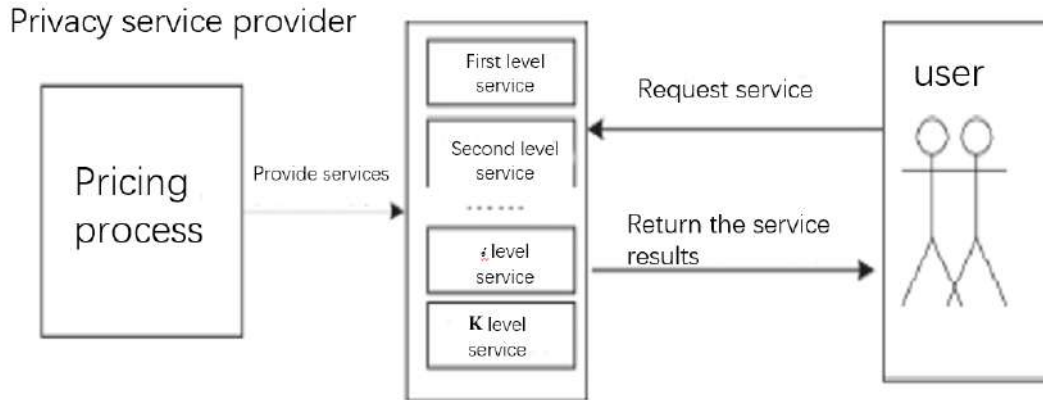 Privacy service provider
Pricing
process
Provide services
First level
service
Second level
service
......
i level
service
K level
service
Request service
Return the service
results
user